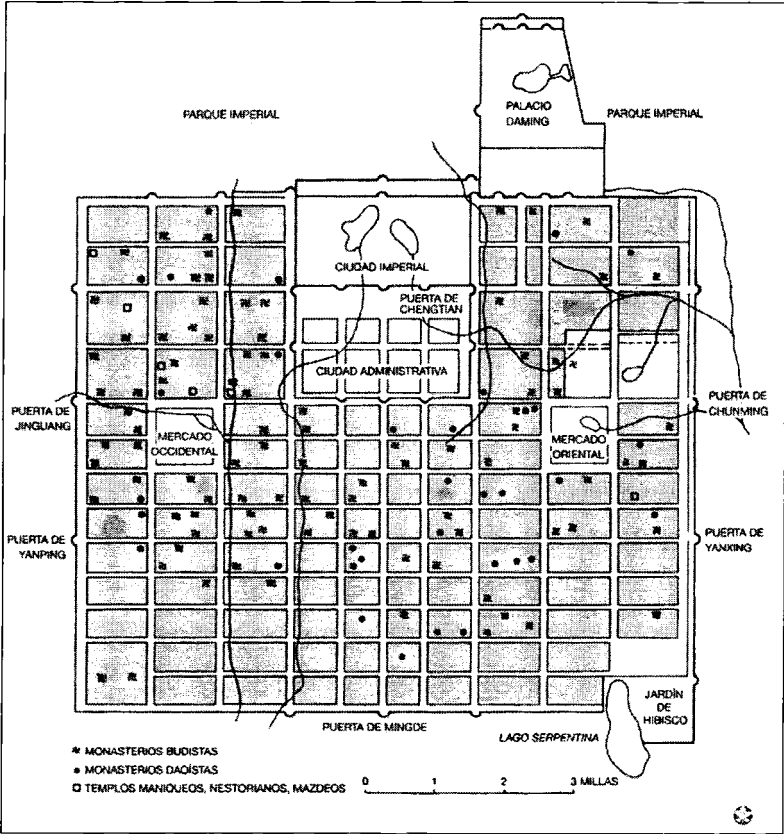 PARQUE IMPERIAL
PALACIO
DAMING
PARQUE IMPERIAL
CIUDAD IMPERIAL
PUERTA DE
CHENGTIAN
CIUDAD ADMINISTRATIVA
PUERTA DE
JINGUANG
MERCADO
OCCIDENTAL
MERCADO
ORIENTAL
PUERTA DE
CHUNMING
PUERTA DE
YANPING
PUERTA DE
YANXING
PUERTA DE MINGDE
LAGO SERPENTINA
JARDÍN
DE
HIBISCO
MONASTERIOS BUDISTAS
MONASTERIOS DAOÍSTAS
TEMPLOS MANIQUEOS, NESTORIANOS, MAZDEOS
0 1 2 3 MILLAS